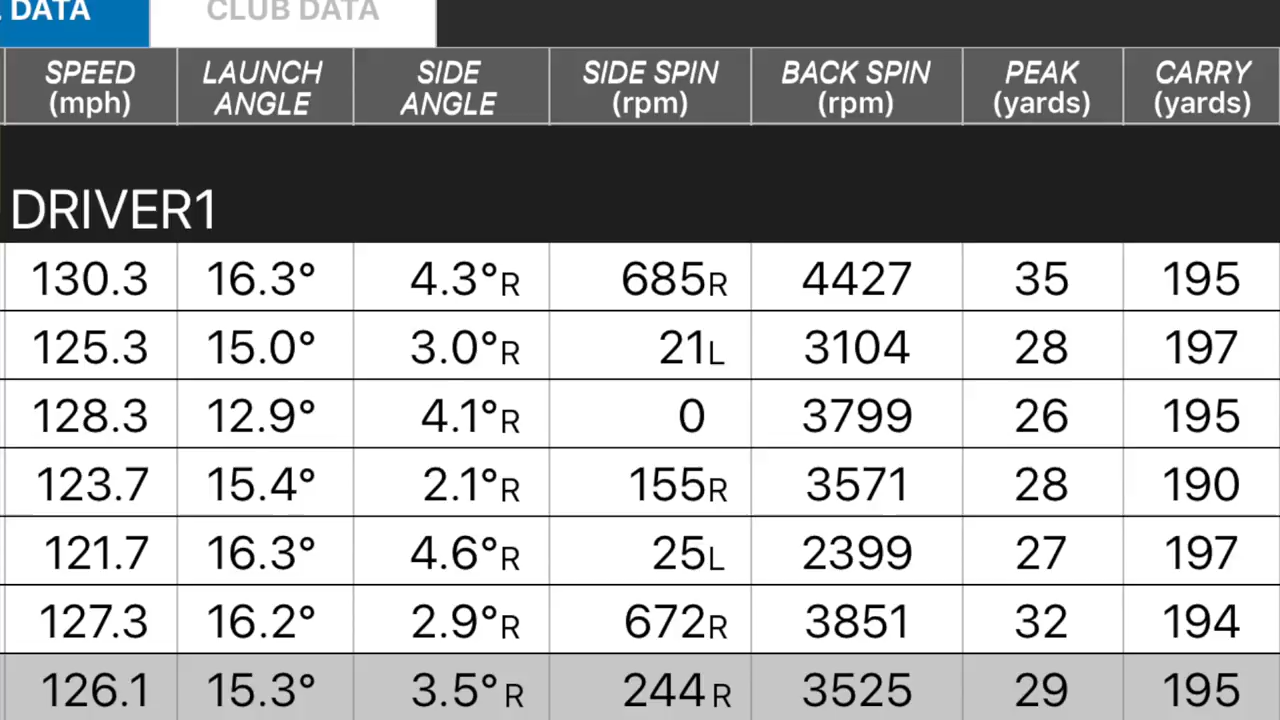 DATA CLUB DATA
SPEED (mph) LAUNCH ANGLE SIDE ANGLE SIDE SPIN (rpm) BACK SPIN (rpm) PEAK (yards) CARRY (yards)
DRIVER1
130.3 16.3° 4.3°R 685R 4427 35 195
125.3 15.0° 3.0°R 21L 3104 28 197
128.3 12.9° 4.1°R 0 3799 26 195
123.7 15.4° 2.1°R 155R 3571 28 190
121.7 16.3° 4.6°R 25L 2399 27 197
127.3 16.2° 2.9°R 672R 3851 32 194
126.1 15.3° 3.5°R 244R 3525 29 195